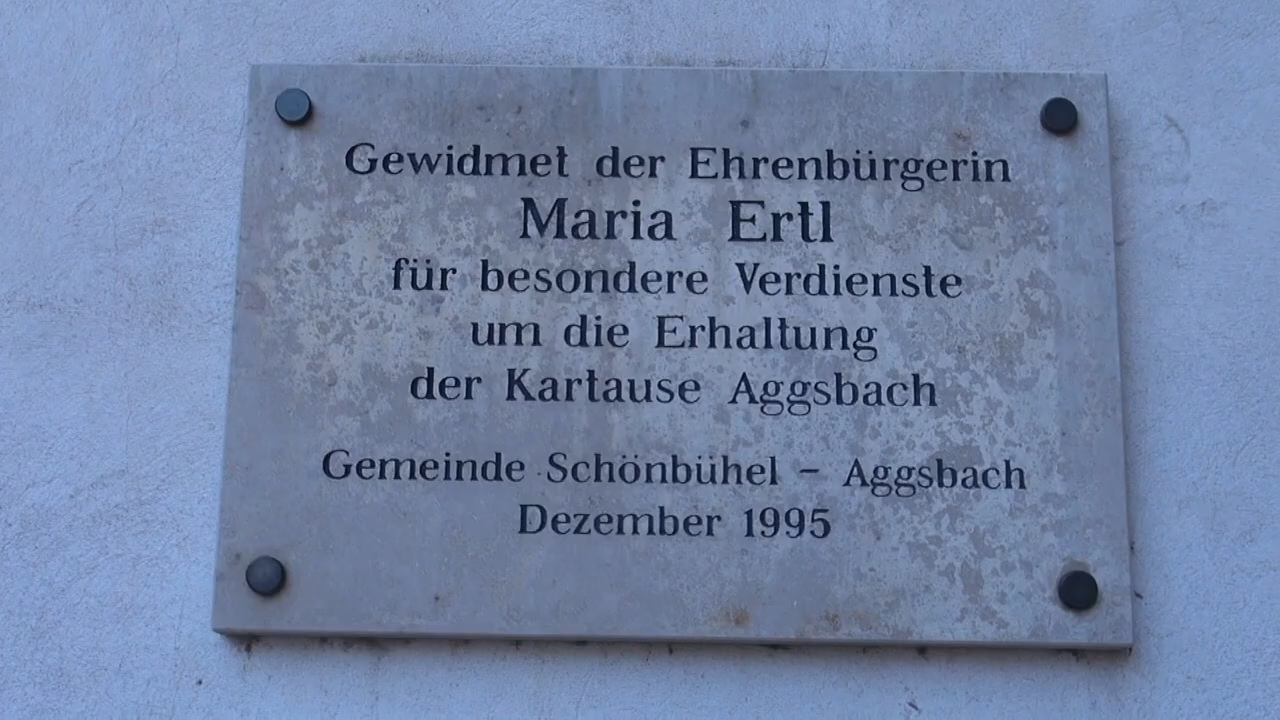 Gewidmet der Ehrenbürgerin
Maria Ertl
für besondere Verdienste
um die Erhaltung
der Kartause Aggsbach
Gemeinde Schönbühel - Aggsbach
Dezember 1995